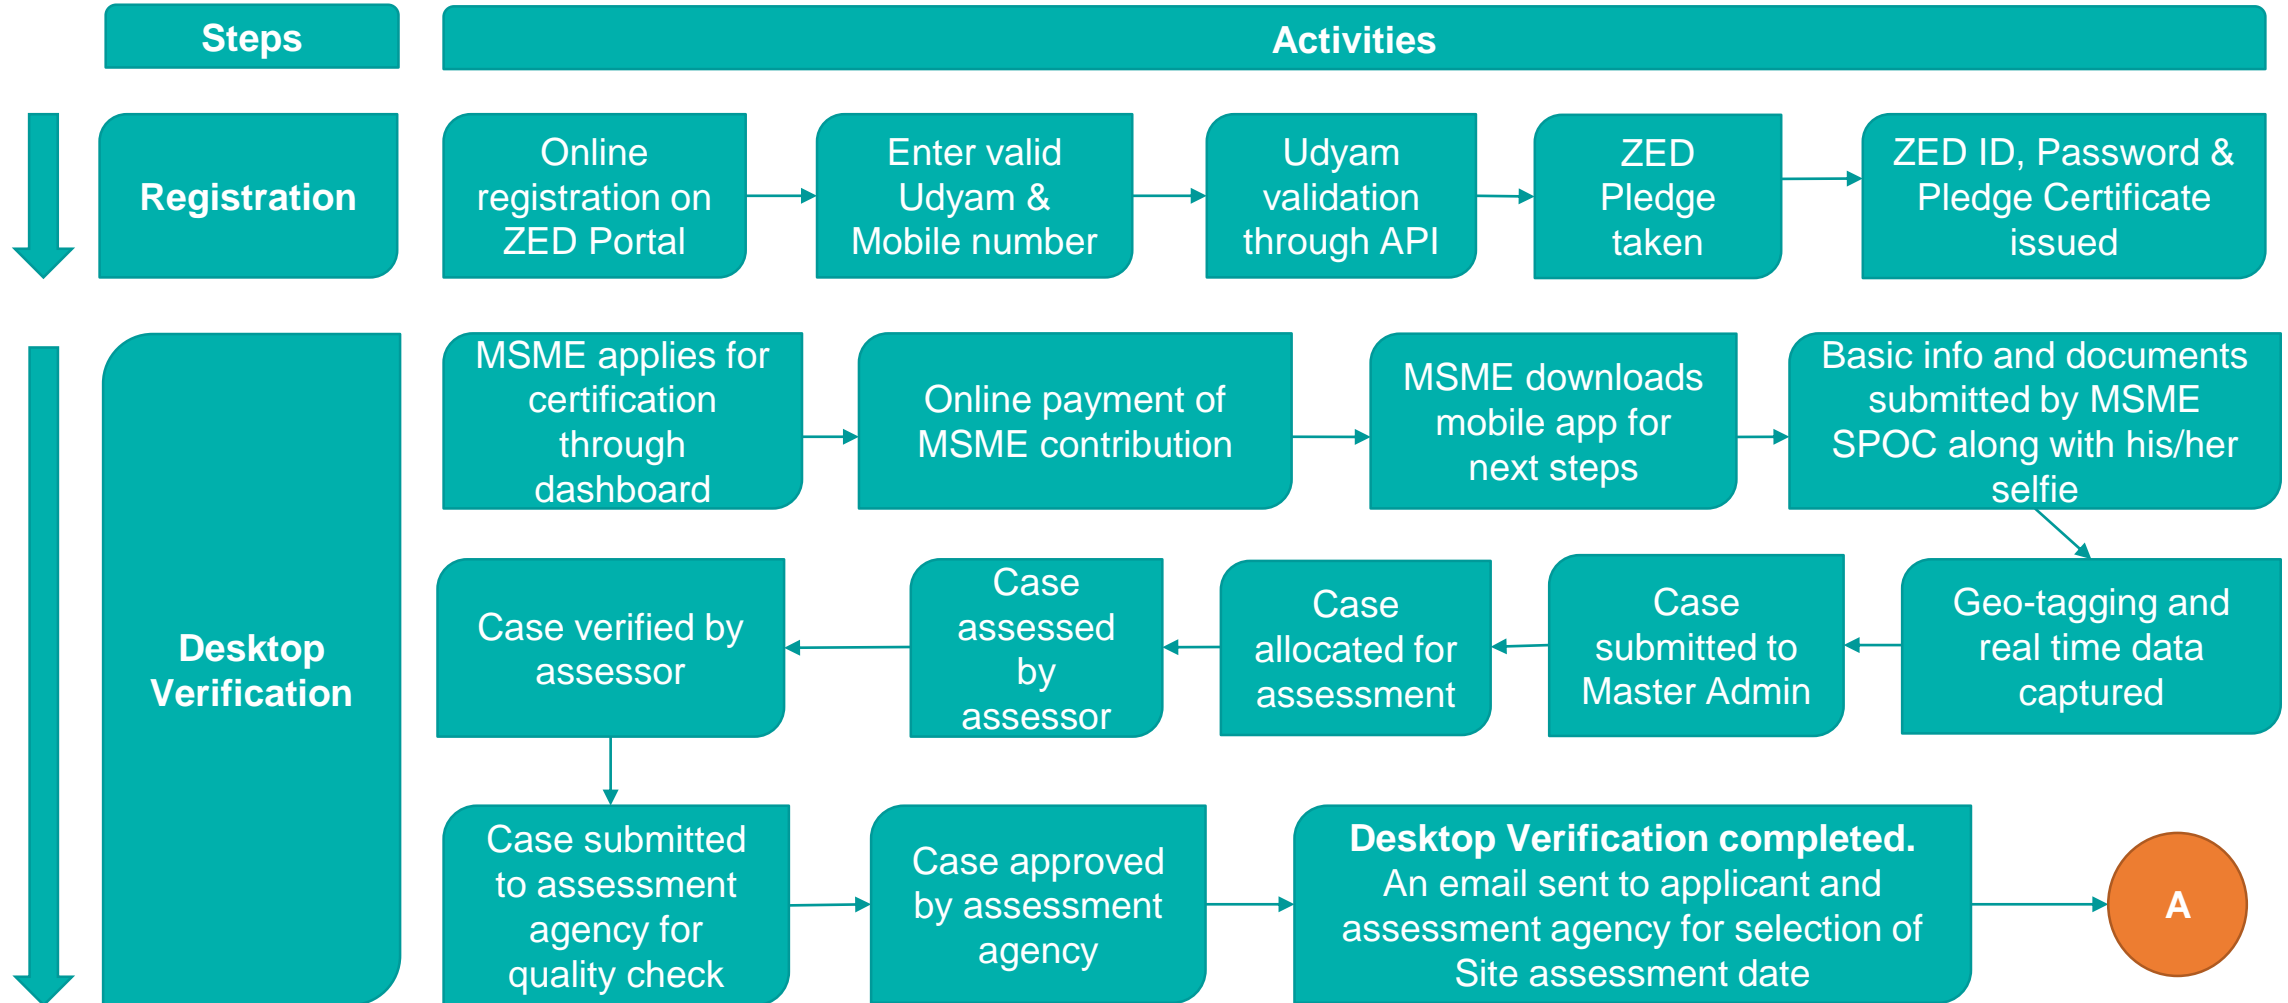 Steps
Activities
Registration
Online
registration on
ZED Portal
Enter valid
Udyam &
Mobile number
Udyam
validation
through API
ZED
Pledge
taken
ZED ID, Password &
Pledge Certificate
issued
Desktop
Verification
MSME applies for
certification
through
dashboard
Online payment of
MSME contribution
MSME downloads
mobile app for
next steps
Basic info and documents
submitted by MSME
SPOC along with his/her
selfie
Geo-tagging and
real time data
captured
Case
submitted to
Master Admin
Case
allocated for
assessment
Case
assessed
by
assessor
Case verified by
assessor
Case submitted
to assessment
agency for
quality check
Case approved
by assessment
agency
Desktop Verification completed.
An email sent to applicant and
assessment agency for selection of
Site assessment date
A